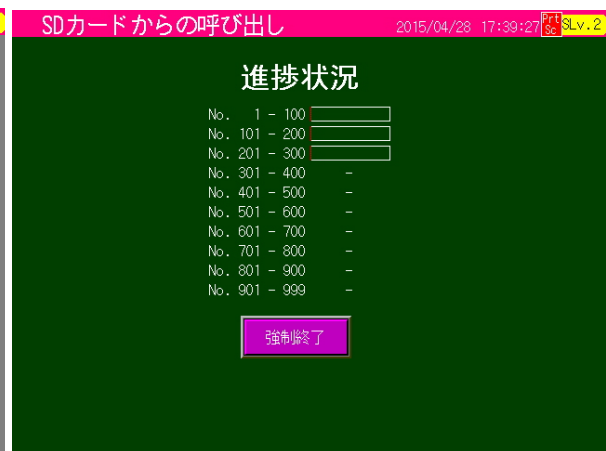 SDカードからの呼び出し 2015/04/28 17:39:27 Prt Sc SLv.2
進捗状況
No. 1 - 100
No. 101 - 200
No. 201 - 300
No. 301 - 400 -
No. 401 - 500 -
No. 501 - 600 -
No. 601 - 700 -
No. 701 - 800 -
No. 801 - 900 -
No. 901 - 999 -
強制終了